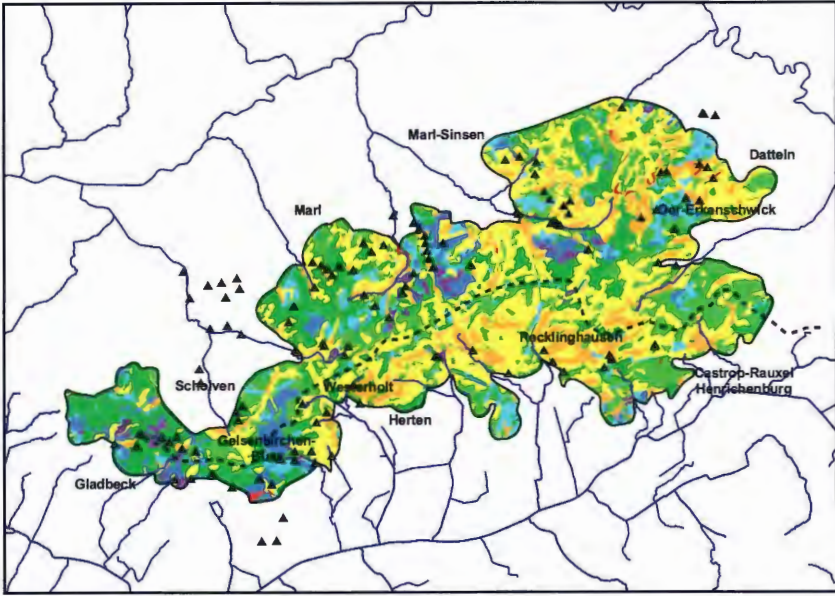 Marl-Sinsen
Datteln
Marl
Oer-Erkenschwick
Recklinghausen
Castrop-Rauxel
Henrichenburg
Scholven
Westerholt
Herten
Gelsenkirchen-
Buer
Gladbeck